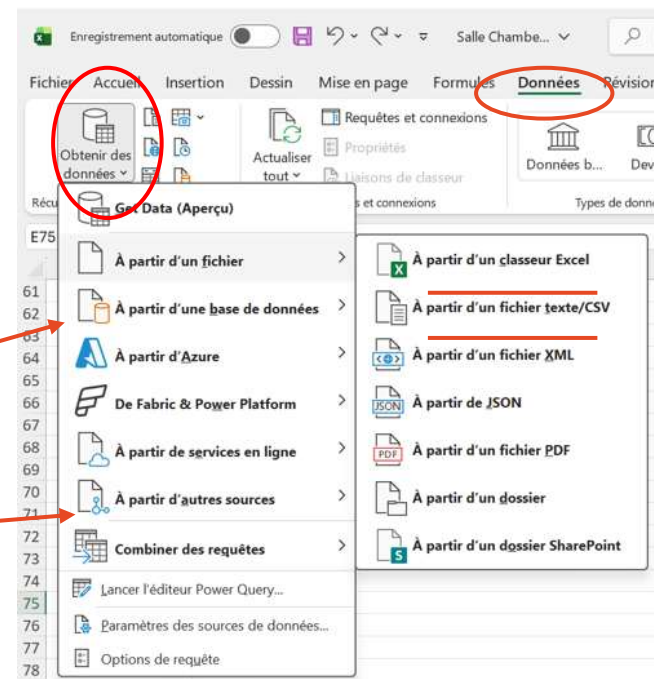 Enregistrement automatique Salle Chambe...
Fichier Accueil Insertion Dessin Mise en page Formules Données Révision
Obtenir des données
Actualiser tout
Requêtes et connexions
Propriétés
Liaisons de classeur
Données b...
Dev
Récu s et connexions Types de donn
E75
Get Data (Aperçu)
À partir d'un fichier
À partir d'une base de données
À partir d'Azure
De Fabric & Power Platform
À partir de services en ligne
À partir d'autres sources
Combiner des requêtes
Lancer l'éditeur Power Query...
Paramètres des sources de données...
Options de requête
À partir d'un classeur Excel
À partir d'un fichier texte/CSV
À partir d'un fichier XML
À partir de JSON
À partir d'un fichier PDF
À partir d'un dossier
À partir d'un dossier SharePoint
61
62
63
64
65
66
67
68
69
70
71
72
73
74
75
76
77
78